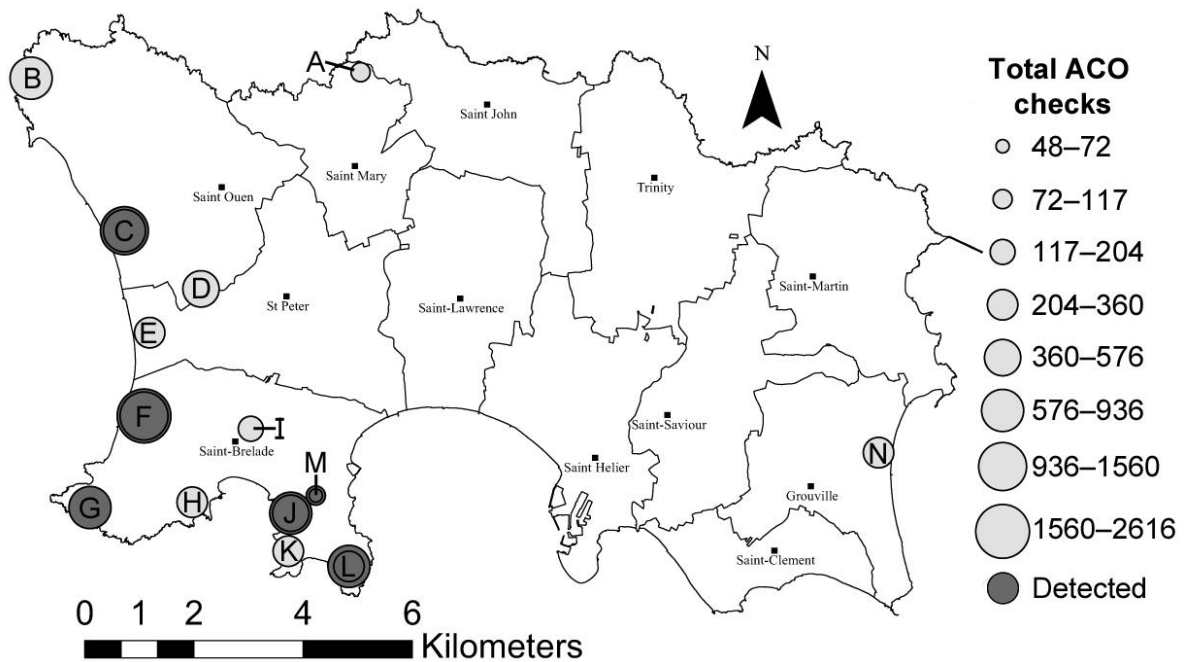 A
B
N
Total ACO
checks
48–72
72–117
117–204
204–360
360–576
576–936
936–1560
1560–2616
Detected
Saint John
Saint Mary
Trinity
Saint Ouen
C
D
St Peter
Saint-Lawrence
Saint-Martin
E
F
I
Saint-Brelade
Saint-Saviour
N
M
Saint Helier
G
H
J
Grouville
K
L
Saint-Clement
0 1 2 4 6
Kilometers